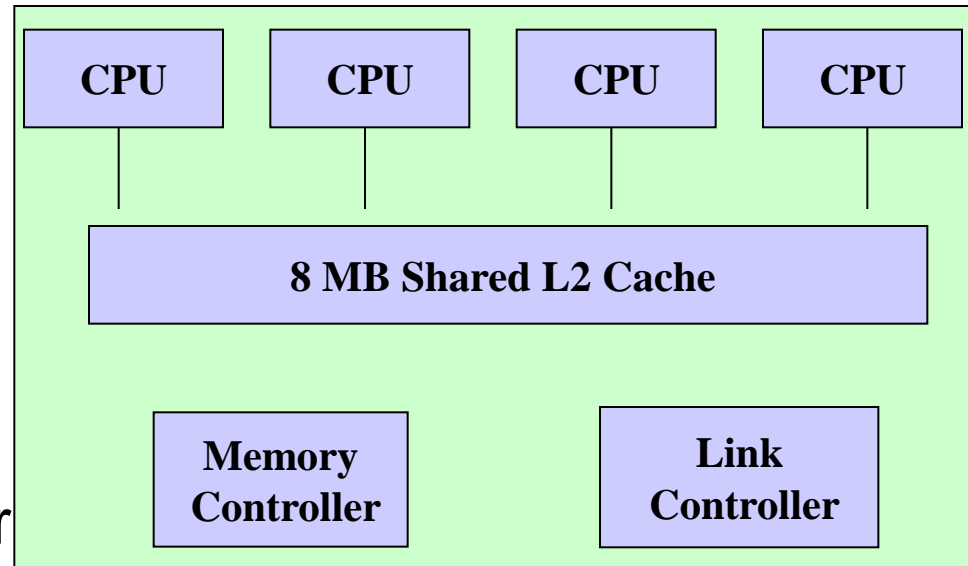 CPU CPU CPU CPU
8 MB Shared L2 Cache
Memory Controller
Link Controller
r